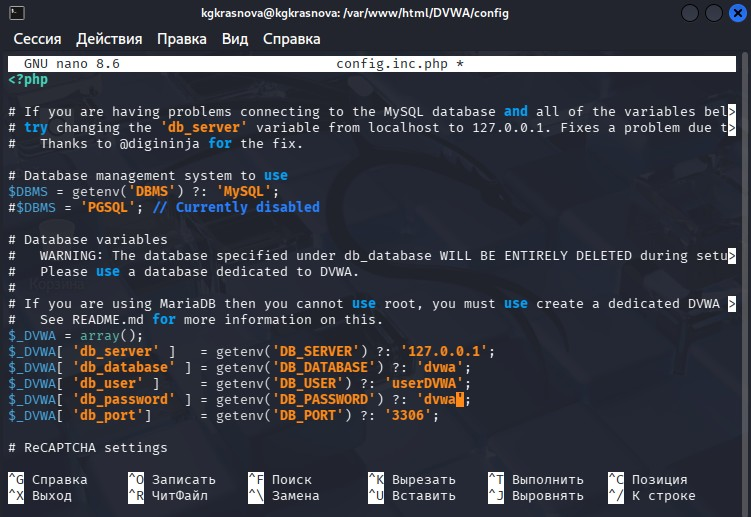 kgkrasnova@kgkrasnova: /var/www/html/DVWA/config
Сессия Действия Правка Вид Справка
GNU nano 8.6 config.inc.php *
<?php
# If you are having problems connecting to the MySQL database and all of the variables bel>
# try changing the 'db_server' variable from localhost to 127.0.0.1. Fixes a problem due t>
#   Thanks to @digininja for the fix.
# Database management system to use
$DBMS = getenv('DBMS') ?: 'MySQL';
#$DBMS = 'PGSQL'; // Currently disabled
# Database variables
#   WARNING: The database specified under db_database WILL BE ENTIRELY DELETED during setu>
#   Please use a database dedicated to DVWA.
#
# If you are using MariaDB then you cannot use root, you must use create a dedicated DVWA >
#   See README.md for more information on this.
$_DVWA = array();
$_DVWA[ 'db_server' ]   = getenv('DB_SERVER') ?: '127.0.0.1';
$_DVWA[ 'db_database' ] = getenv('DB_DATABASE') ?: 'dvwa';
$_DVWA[ 'db_user' ]     = getenv('DB_USER') ?: 'userDVWA';
$_DVWA[ 'db_password' ] = getenv('DB_PASSWORD') ?: 'dvwa';
$_DVWA[ 'db_port']      = getenv('DB_PORT') ?: '3306';
# ReCAPTCHA settings
^G Справка ^O Записать ^F Поиск ^K Вырезать ^T Выполнить ^C Позиция
^X Выход ^R ЧитФайл ^\ Замена ^U Вставить ^J Выровнять ^/ К строке